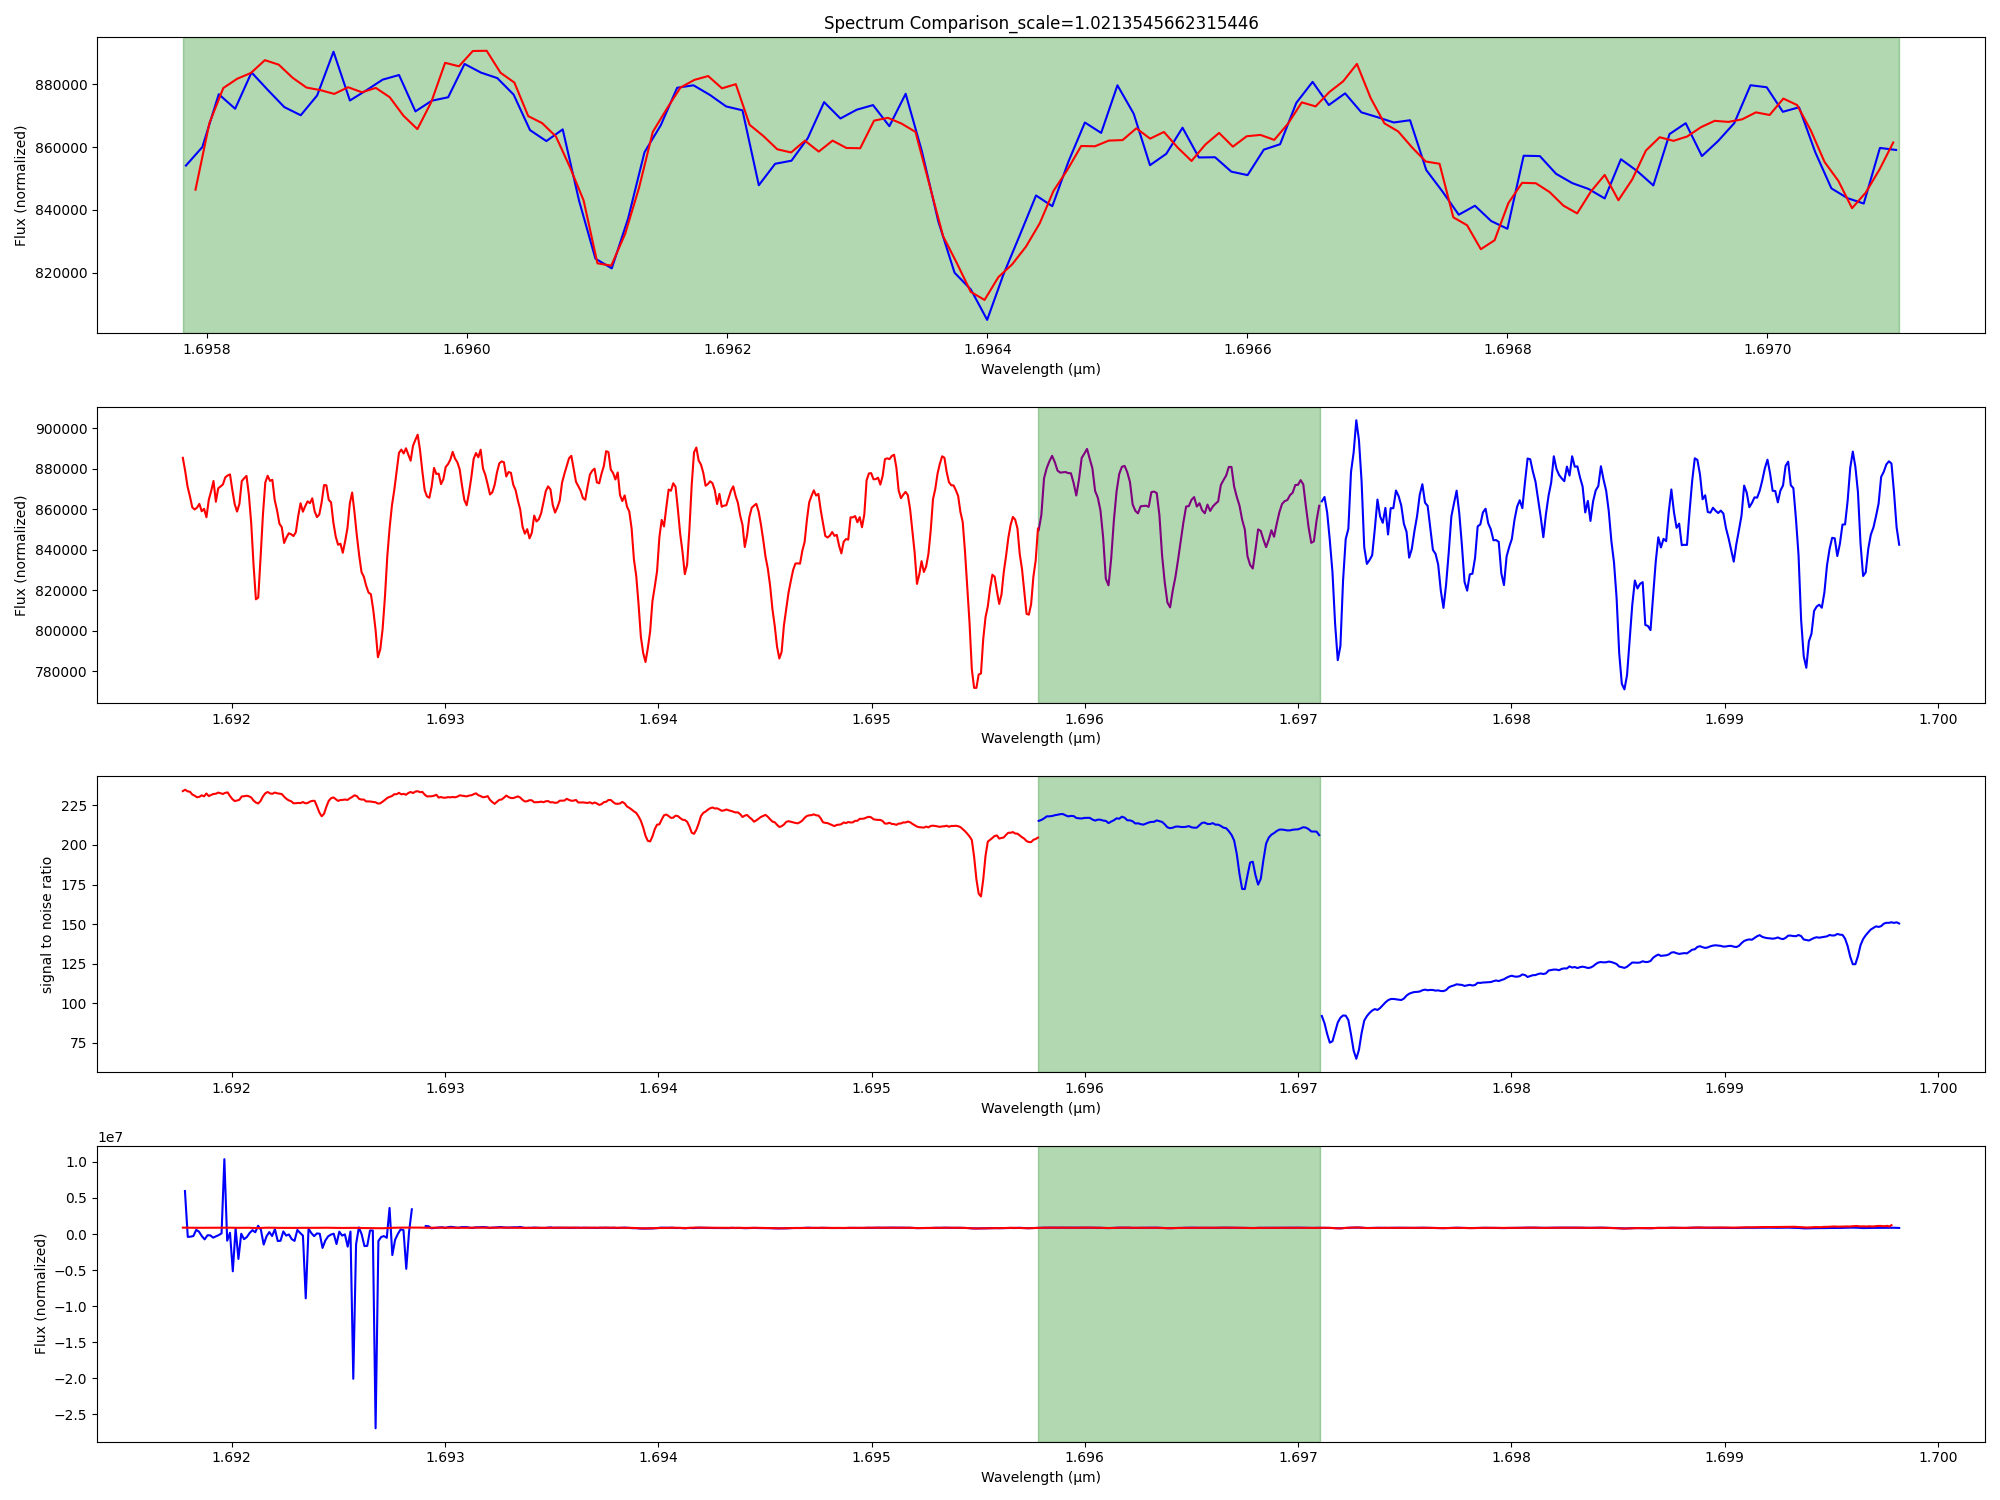 Spectrum Comparison_scale=1.0213545662315446
Flux (normalized)
880000
860000
840000
820000
1.6958 1.6960 1.6962 1.6964 1.6966 1.6968 1.6970
Wavelength (μm)
Flux (normalized)
900000
880000
860000
840000
820000
800000
780000
1.692 1.693 1.694 1.695 1.696 1.697 1.698 1.699 1.700
Wavelength (μm)
signal to noise ratio
225
200
175
150
125
100
75
1.692 1.693 1.694 1.695 1.696 1.697 1.698 1.699 1.700
Wavelength (μm)
1e7
Flux (normalized)
1.0
0.5
0.0
−0.5
−1.0
−1.5
−2.0
−2.5
1.692 1.693 1.694 1.695 1.696 1.697 1.698 1.699 1.700
Wavelength (μm)